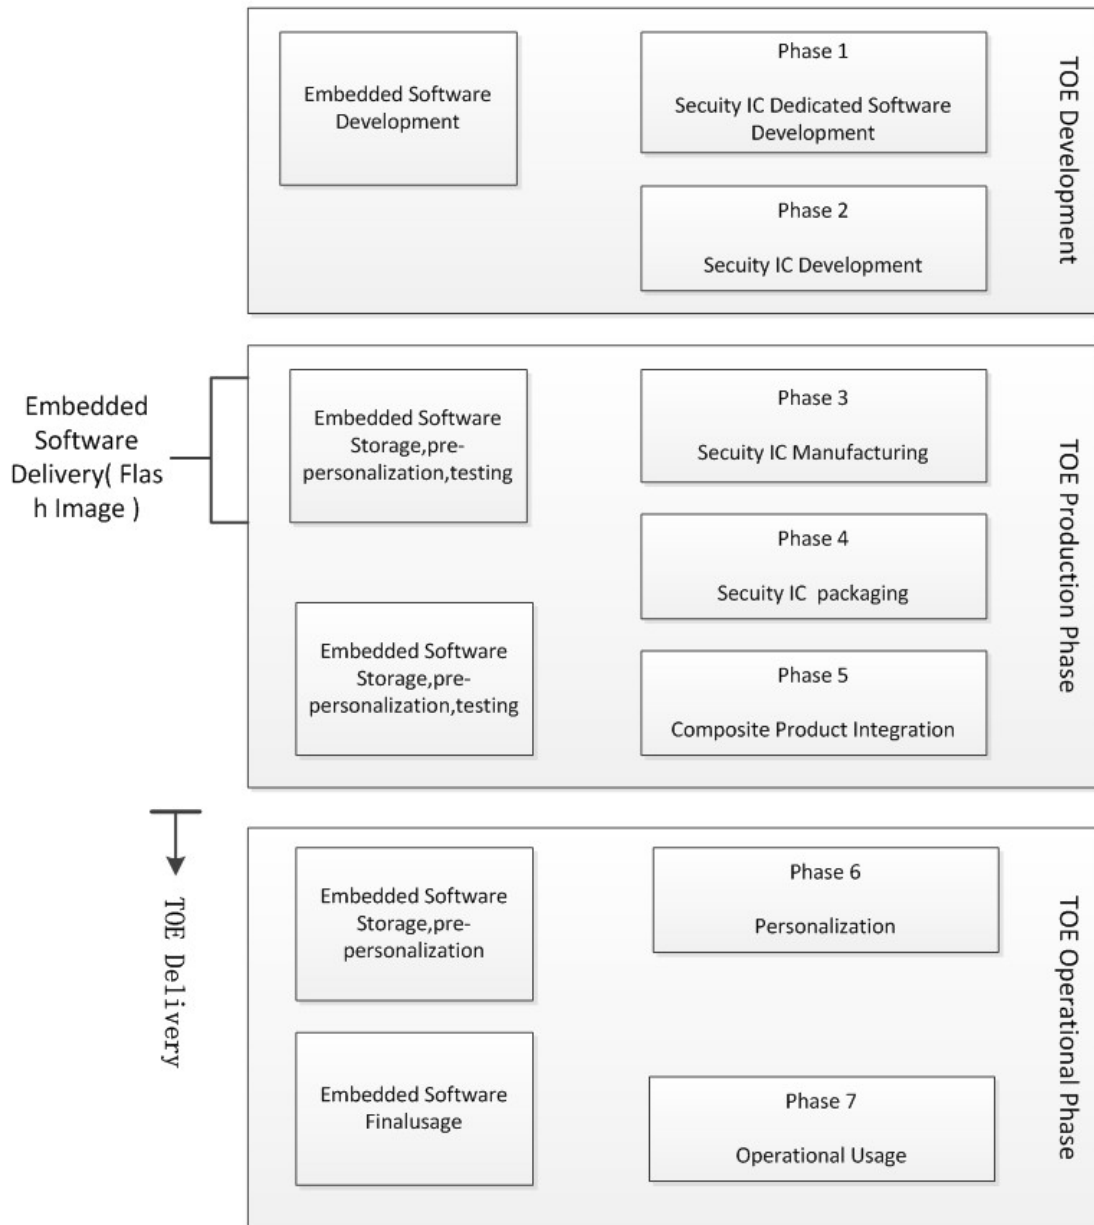 Embedded Software
Development
Phase 1
Secuity IC Dedicated Software
Development
Phase 2
Secuity IC Development
TOE Development
Embedded
Software
Delivery( Flas
h Image )
Embedded Software
Storage,pre-
personalization,testing
Phase 3
Secuity IC Manufacturing
Phase 4
Secuity IC packaging
Embedded Software
Storage,pre-
personalization,testing
Phase 5
Composite Product Integration
TOE Production Phase
TOE Delivery
Embedded Software
Storage,pre-
personalization
Phase 6
Personalization
Embedded Software
Finalusage
Phase 7
Operational Usage
TOE Operational Phase